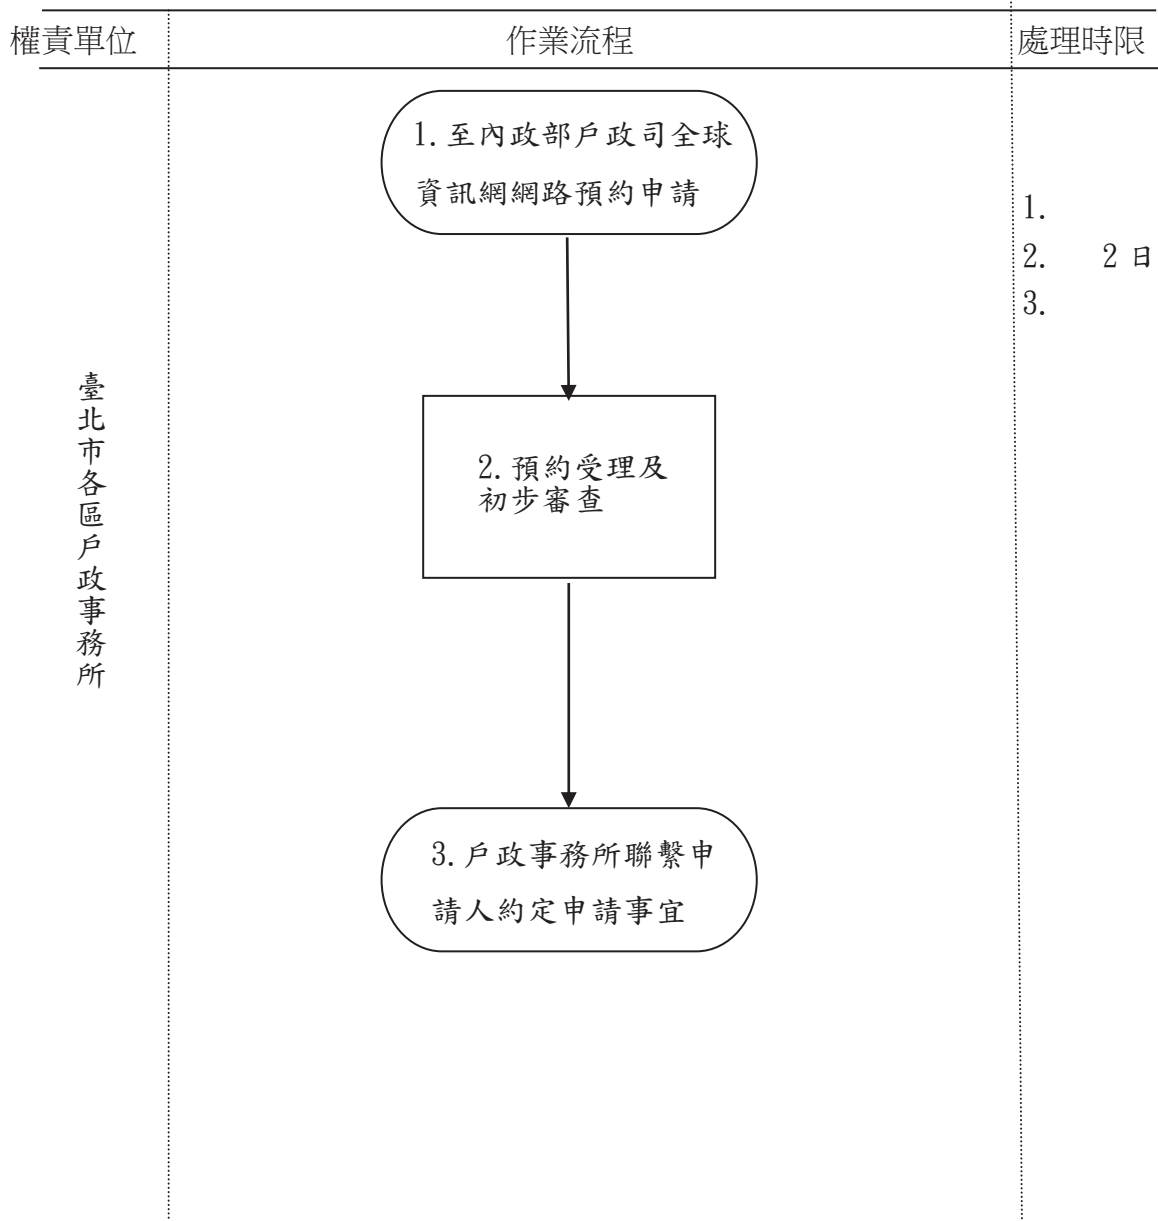 權責單位
作業流程
處理時限
1.至內政部戶政司全球
資訊網網路預約申請
1.
2. 2 日
3.
臺北市各區戶政事務所
2.預約受理及
初步審查
3.戶政事務所聯繫申
請人約定申請事宜